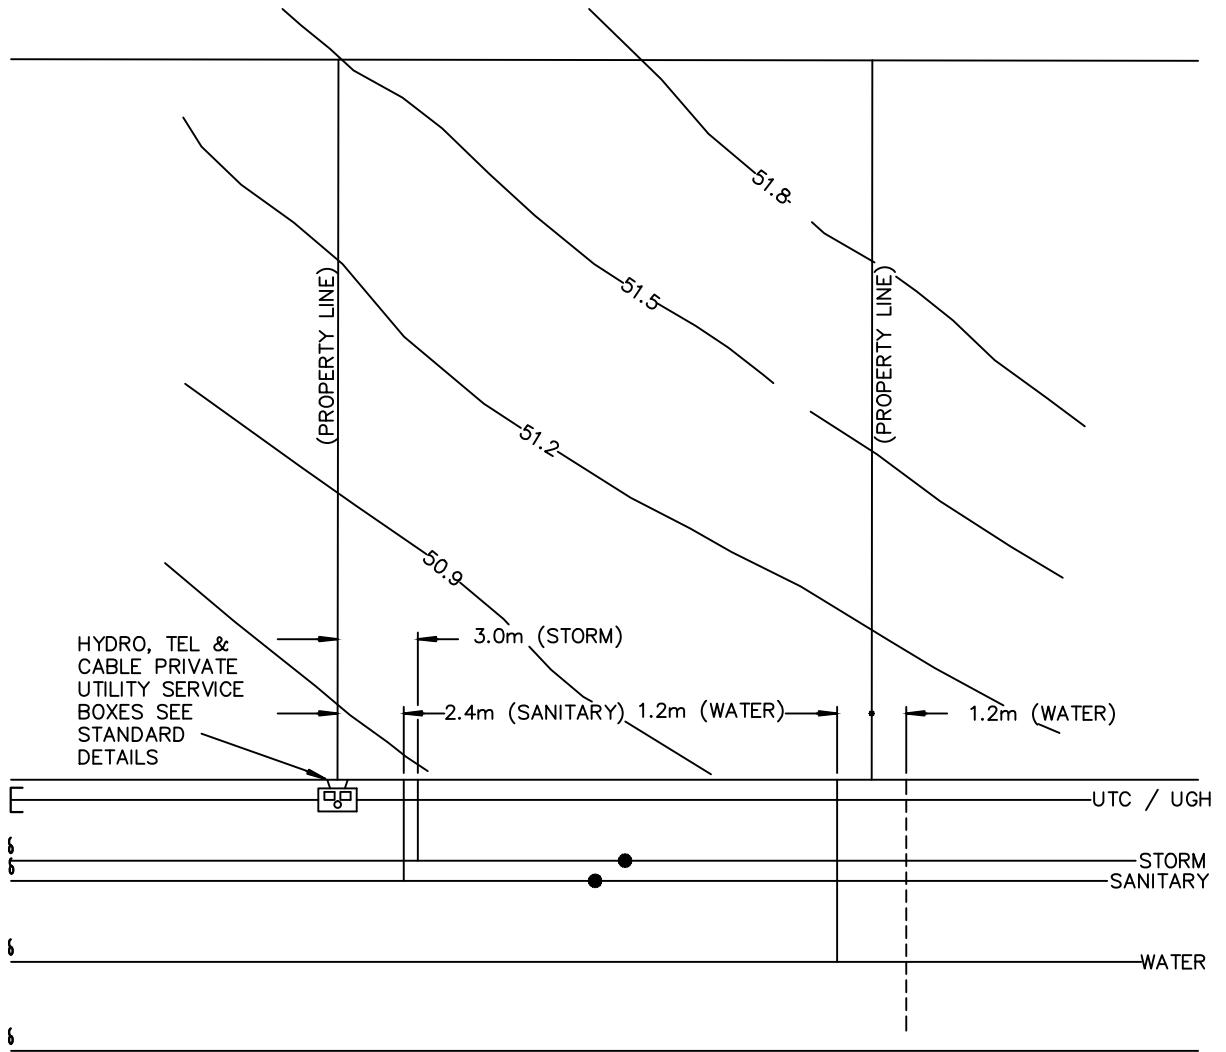 51.8
51.5
(PROPERTY LINE)
(PROPERTY LINE)
51.2
50.9
3.0m (STORM)
HYDRO, TEL &
CABLE PRIVATE
UTILITY SERVICE
BOXES SEE
STANDARD
DETAILS
2.4m (SANITARY)
1.2m (WATER)
1.2m (WATER)
UTC / UGH
STORM
SANITARY
WATER